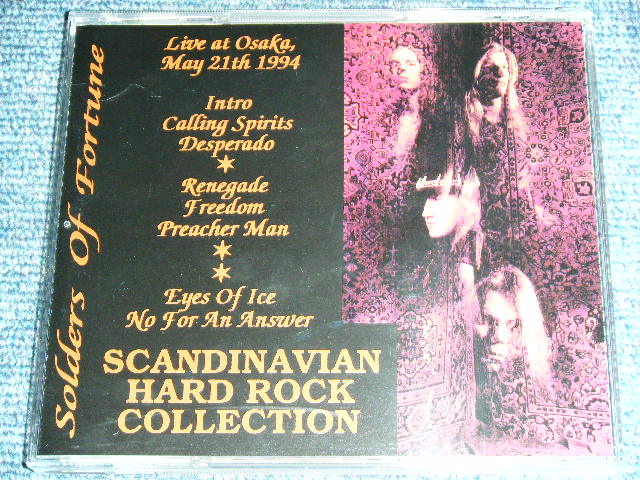 Solders Of Fortune
Live at Osaka,
May 21th 1994
Intro
Calling Spirits
Desperado
Renegade
Freedom
Preacher Man
Eyes Of Ice
No For An Answer
SCANDINAVIAN
HARD ROCK
COLLECTION